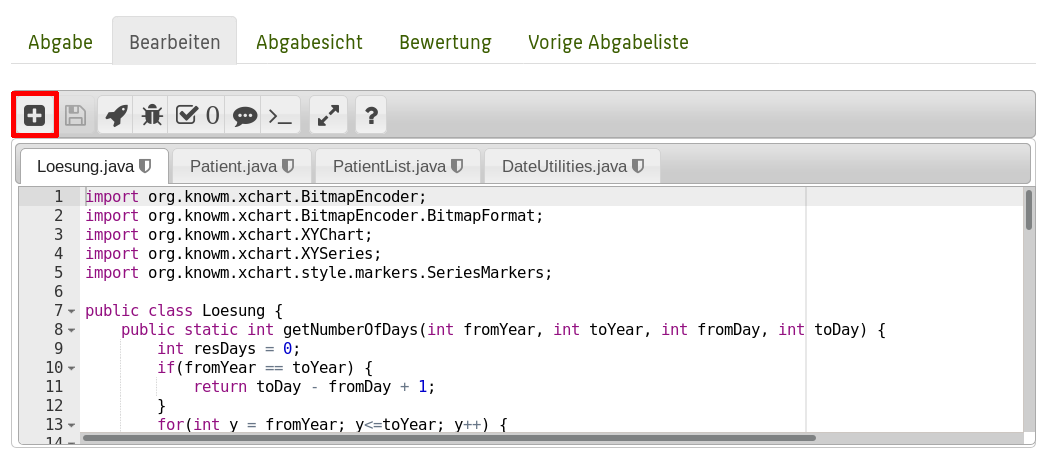 Abgabe Bearbeiten Abgabesicht Bewertung Vorige Abgabeliste
0 >_ ?
Loesung.java Patient.java PatientList.java DateUtilities.java
1 import org.knowm.xchart.BitmapEncoder;
2 import org.knowm.xchart.BitmapEncoder.BitmapFormat;
3 import org.knowm.xchart.XYChart;
4 import org.knowm.xchart.XYSeries;
5 import org.knowm.xchart.style.markers.SeriesMarkers;
6
7 public class Loesung {
8 public static int getNumberOfDays(int fromYear, int toYear, int fromDay, int toDay) {
9 int resDays = 0;
10 if(fromYear == toYear) {
11 return toDay - fromDay + 1;
12 }
13 for(int y = fromYear; y<=toYear; y++) {
14